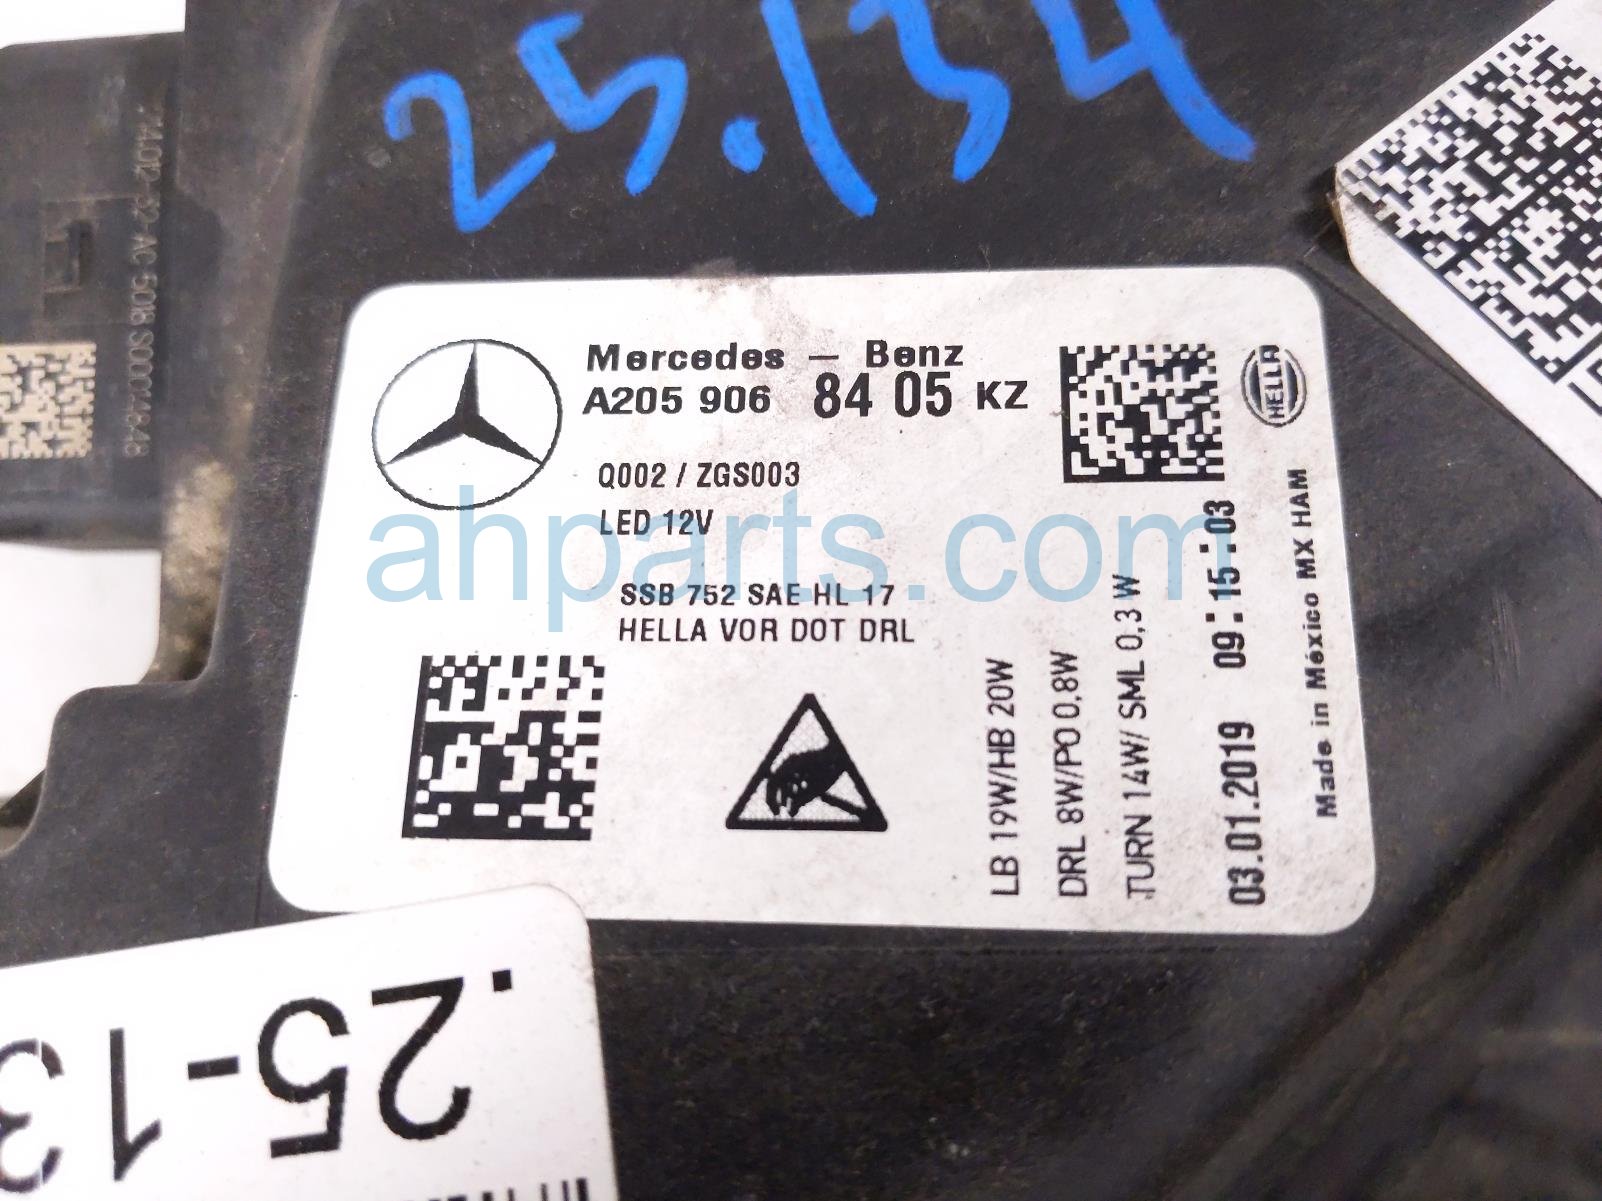 25.134
Mercedes – Benz
A205 906 84 05 KZ
HELLA
Q002 / ZGS003
LED 12V
SSB 752 SAE HL 17
HELLA VOR DOT DRL
LB 19W/HB 20W
DRL 8W/PO 0,8W
TURN 14W/ SML 0,3 W
03.01.2019 09:15:03
Made in México MX HAM
ahparts.com
.25-13